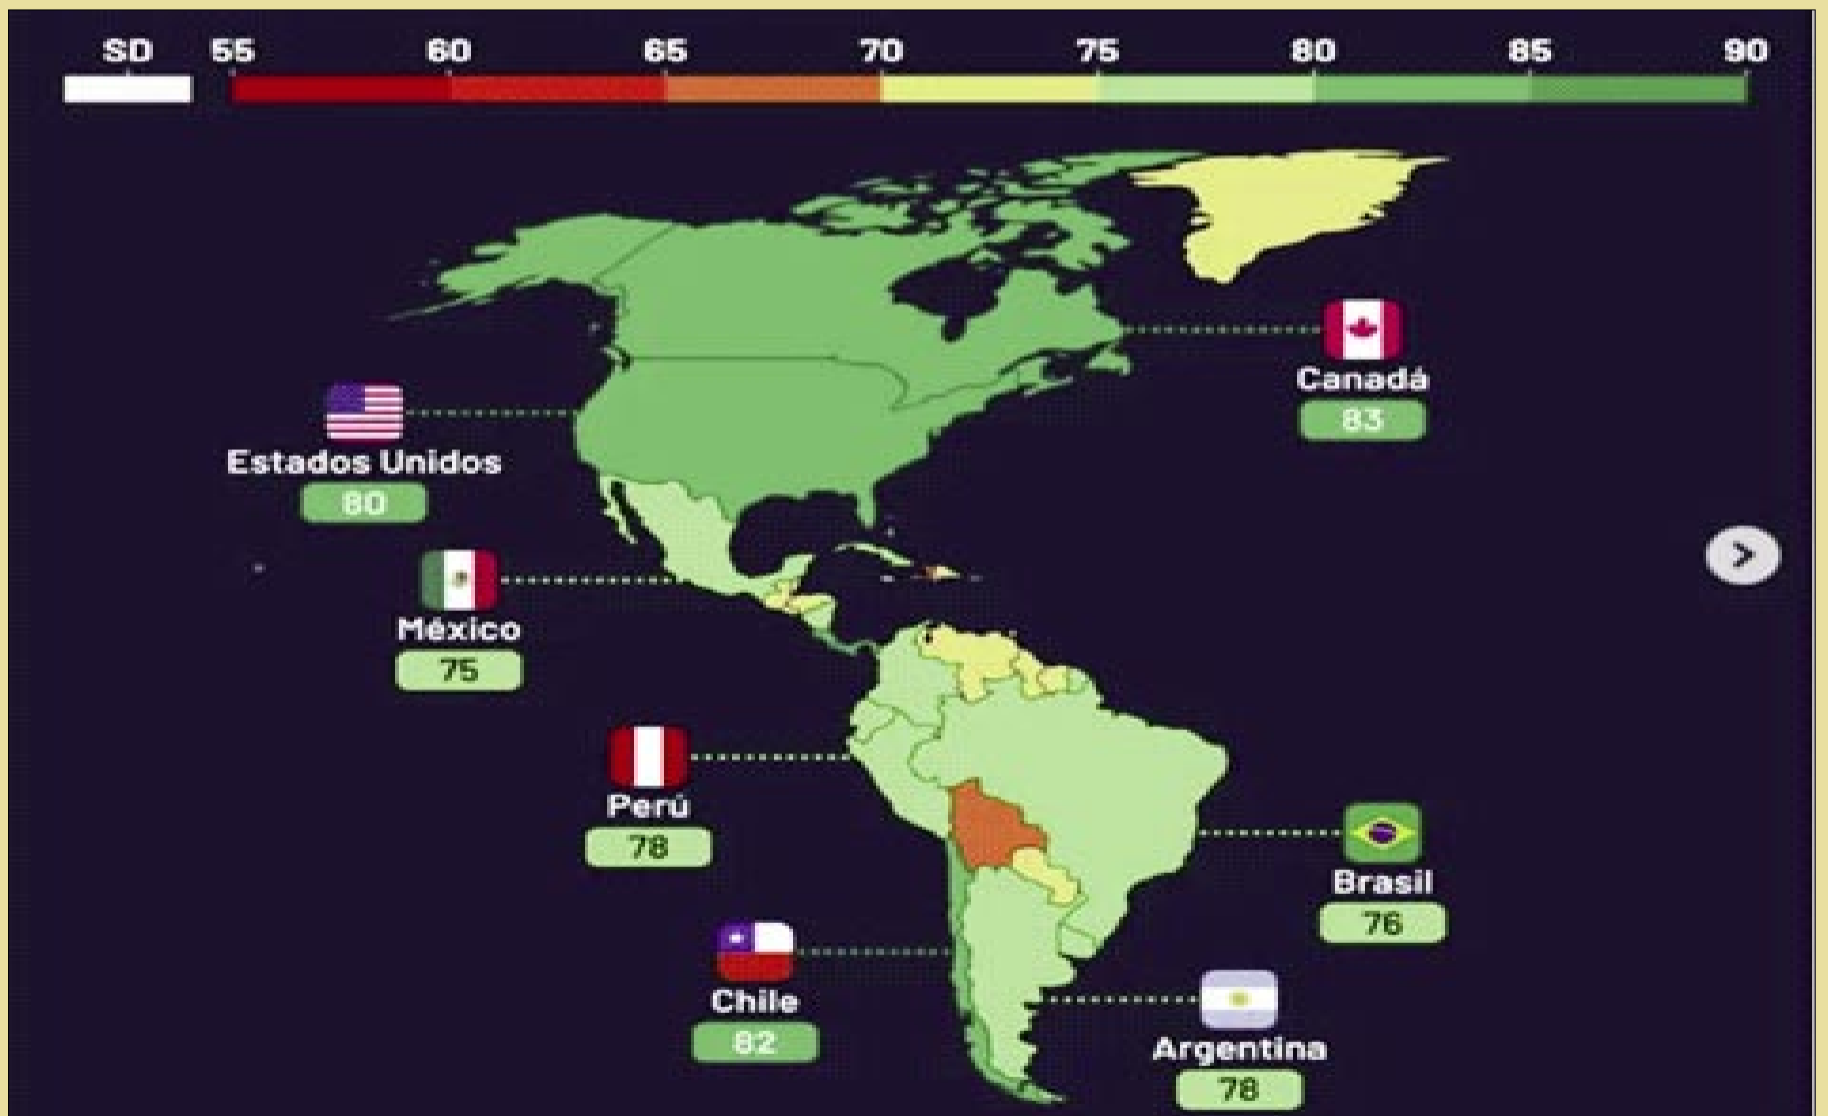 SD 55 60 65 70 75 80 85 90
Canadá
83
Estados Unidos
80
México
75
Perú
78
Brasil
76
Chile
82
Argentina
78